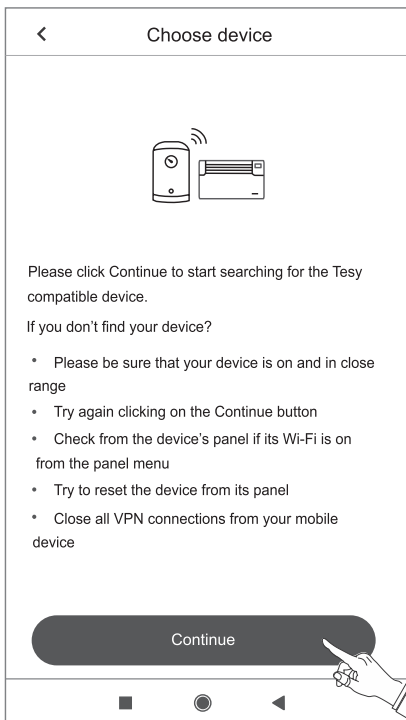 Choose device
Please click Continue to start searching for the Tesy
compatible device.
If you don’t find your device?
• Please be sure that your device is on and in close
range
• Try again clicking on the Continue button
• Check from the device’s panel if its Wi-Fi is on
from the panel menu
• Try to reset the device from its panel
• Close all VPN connections from your mobile
device
Continue